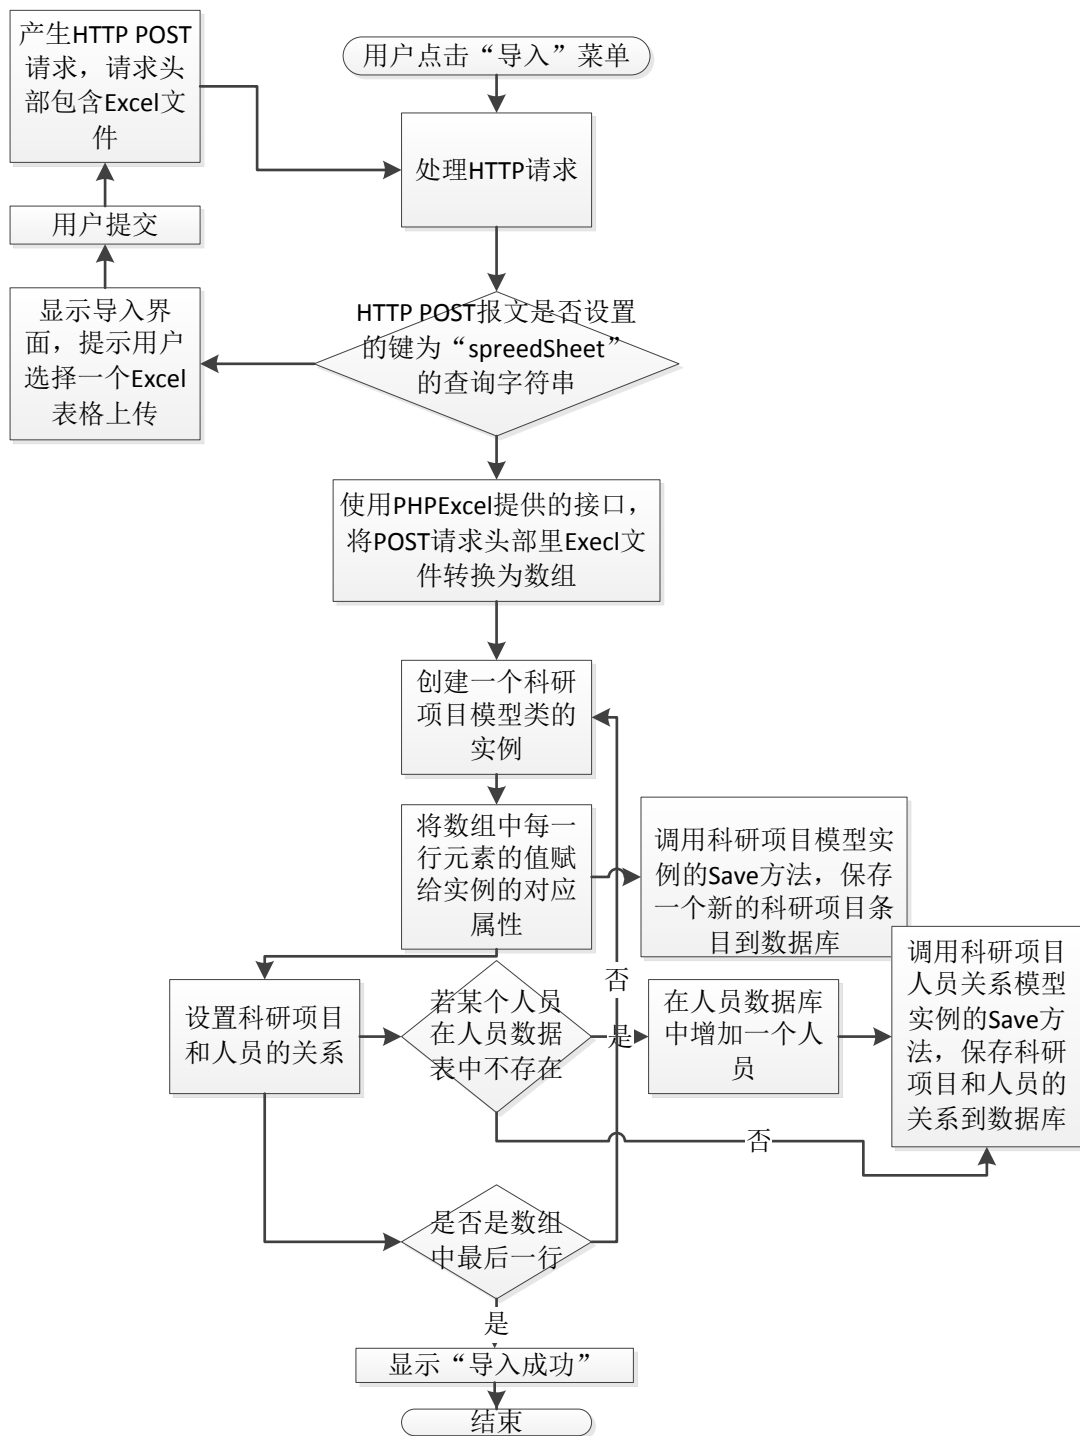 产生HTTP POST
请求，请求头
部包含Excel文
件
用户点击“导入”菜单
处理HTTP请求
用户提交
显示导入界
面，提示用户
选择一个Excel
表格上传
HTTP POST报文是否设置
的键为“spreedSheet”
的查询字符串
使用PHPExcel提供的接口，
将POST请求头部里Execl文
件转换为数组
创建一个科研
项目模型类的
实例
将数组中每一
行元素的值赋
给实例的对应
属性
调用科研项目模型实
例的Save方法，保存
一个新的科研项目条
目到数据库
设置科研项目
和人员的关系
若某个人员
在人员数据
表中不存在
否
是
在人员数据库
中增加一个人
员
调用科研项目
人员关系模型
实例的Save方
法，保存科研
项目和人员的
关系到数据库
否
是否是数组
中最后一行
是
显示“导入成功”
结束